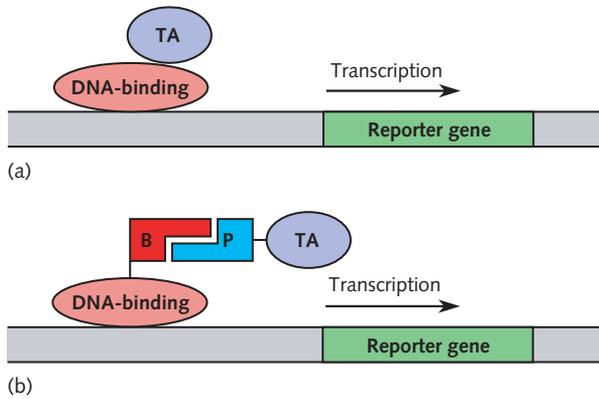 TA
DNA-binding
Transcription
Reporter gene
(a)
B P TA
DNA-binding
Transcription
Reporter gene
(b)